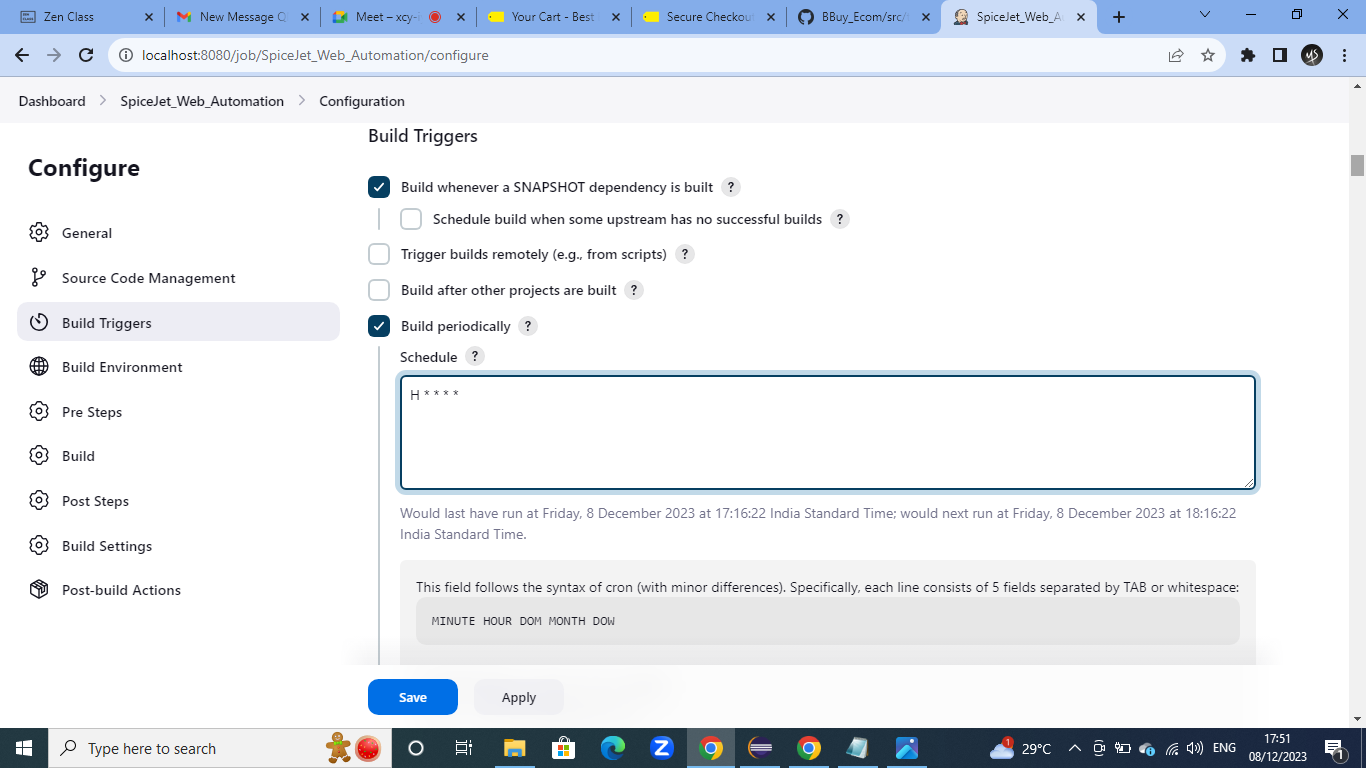 Zen Class
New Message Q
Meet – xcy-
Your Cart - Best
Secure Checkou
BBuy_Ecom/src/
SpiceJet_Web_A
localhost:8080/job/SpiceJet_Web_Automation/configure
Dashboard
SpiceJet_Web_Automation
Configuration
Configure
General
Source Code Management
Build Triggers
Build Environment
Pre Steps
Build
Post Steps
Build Settings
Post-build Actions
Build Triggers
Build whenever a SNAPSHOT dependency is built ?
Schedule build when some upstream has no successful builds ?
Trigger builds remotely (e.g., from scripts) ?
Build after other projects are built ?
Build periodically ?
Schedule ?
H * * * *
Would last have run at Friday, 8 December 2023 at 17:16:22 India Standard Time; would next run at Friday, 8 December 2023 at 18:16:22
India Standard Time.
This field follows the syntax of cron (with minor differences). Specifically, each line consists of 5 fields separated by TAB or whitespace:
MINUTE HOUR DOM MONTH DOW
Save
Apply
Type here to search
Z
1
29°C
ENG
17:51
08/12/2023
1